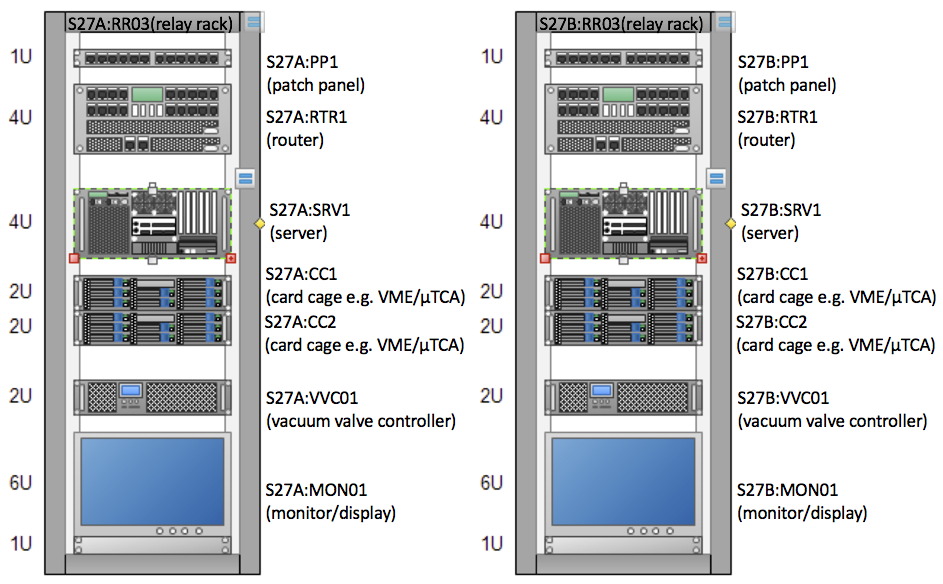 S27A:RR03(relay rack)
1U
S27A:PP1
(patch panel)
4U
S27A:RTR1
(router)
4U
S27A:SRV1
(server)
2U
S27A:CC1
(card cage e.g. VME/µTCA)
2U
S27A:CC2
(card cage e.g. VME/µTCA)
2U
S27A:VVC01
(vacuum valve controller)
6U
S27A:MON01
(monitor/display)
1U
S27B:RR03(relay rack)
1U
S27B:PP1
(patch panel)
4U
S27B:RTR1
(router)
4U
S27B:SRV1
(server)
2U
S27B:CC1
(card cage e.g. VME/µTCA)
2U
S27B:CC2
(card cage e.g. VME/µTCA)
2U
S27B:VVC01
(vacuum valve controller)
6U
S27B:MON01
(monitor/display)
1U